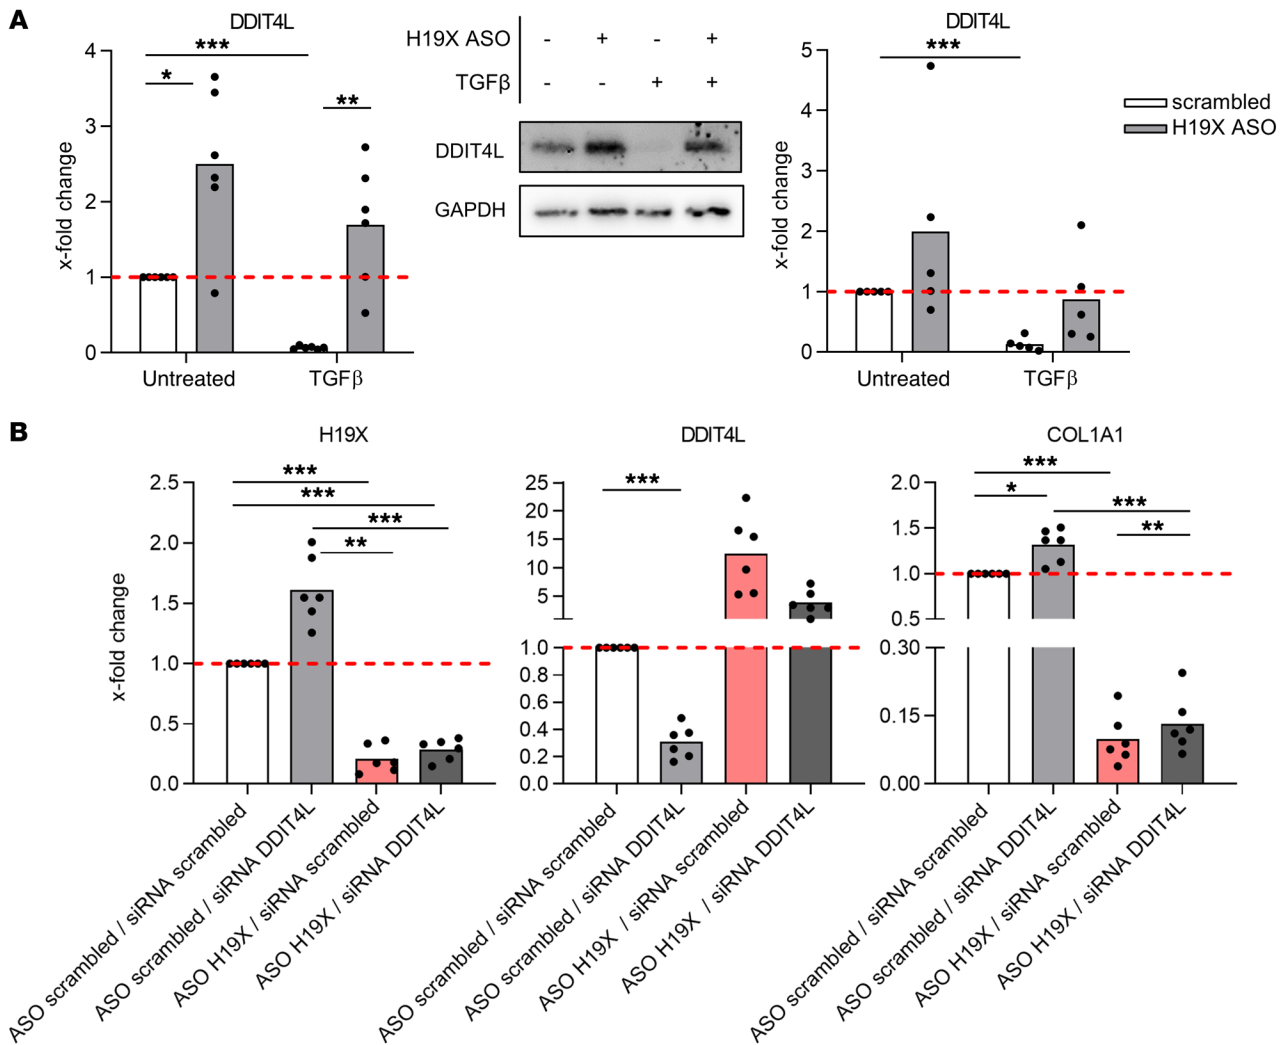 A
DDIT4L
***
*
**
x-fold change
4
3
2
1
0
Untreated
TGFβ
H19X ASO
- + - +
TGFβ
- - + +
DDIT4L
GAPDH
DDIT4L
***
x-fold change
5
4
3
2
1
0
Untreated
TGFβ
scrambled
H19X ASO
B
H19X
***
***
***
**
x-fold change
2.5
2.0
1.5
1.0
0.5
0.0
ASO scrambled / siRNA scrambled
ASO scrambled / siRNA DDIT4L
ASO H19X / siRNA scrambled
ASO H19X / siRNA DDIT4L
DDIT4L
***
25
20
15
10
5
1.0
0.8
0.6
0.4
0.2
0.0
ASO scrambled / siRNA scrambled
ASO scrambled / siRNA DDIT4L
ASO H19X / siRNA scrambled
ASO H19X / siRNA DDIT4L
COL1A1
***
*
***
**
2.0
1.5
1.0
0.5
0.30
0.15
0.00
ASO scrambled / siRNA scrambled
ASO scrambled / siRNA DDIT4L
ASO H19X / siRNA scrambled
ASO H19X / siRNA DDIT4L